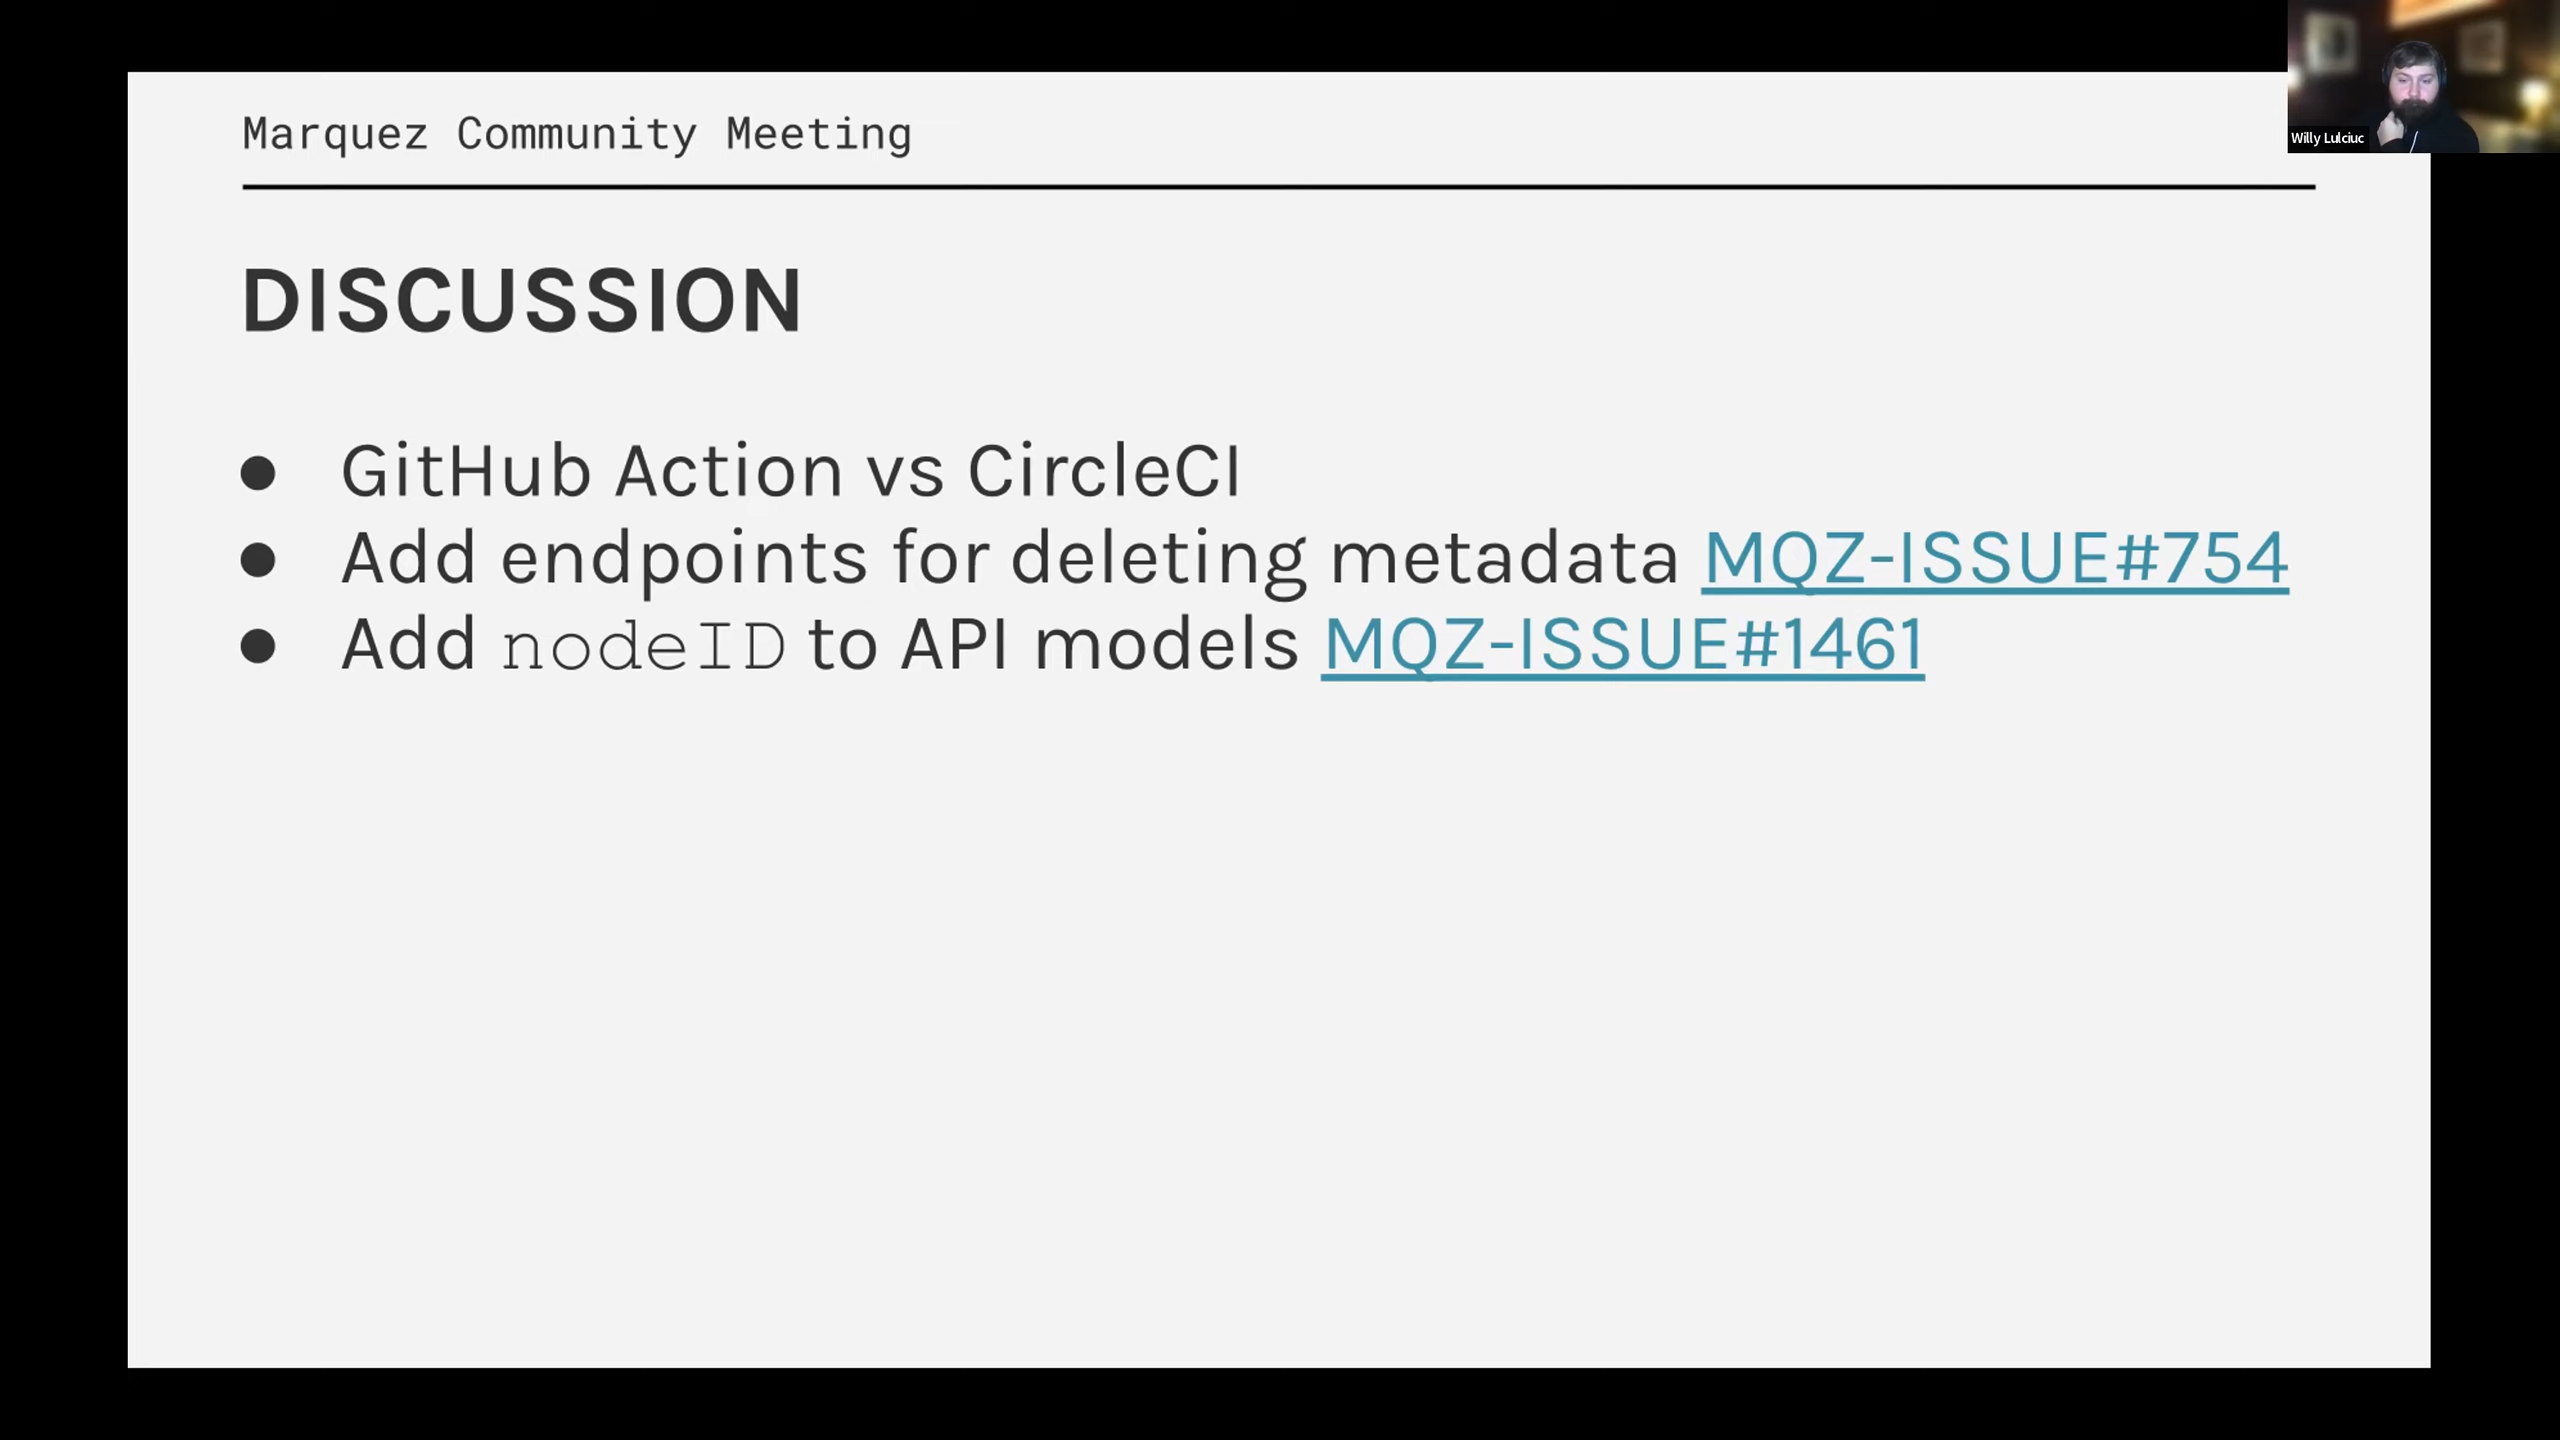 Marquez Community Meeting
Willy Lulciuc
DISCUSSION
● GitHub Action vs CircleCI
● Add endpoints for deleting metadata MQZ-ISSUE#754
● Add nodeID to API models MQZ-ISSUE#1461